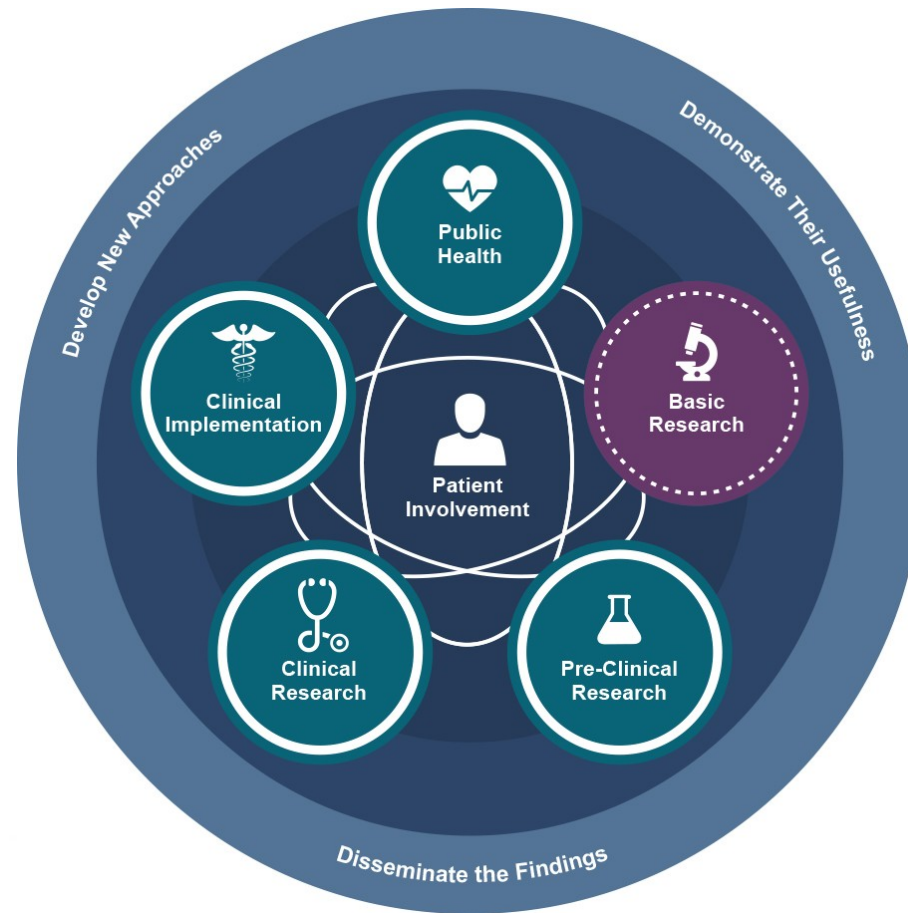 Develop New Approaches
Demonstrate Their Usefulness
Public
Health
Clinical
Implementation
Basic
Research
Patient
Involvement
Clinical
Research
Pre-Clinical
Research
Disseminate the Findings